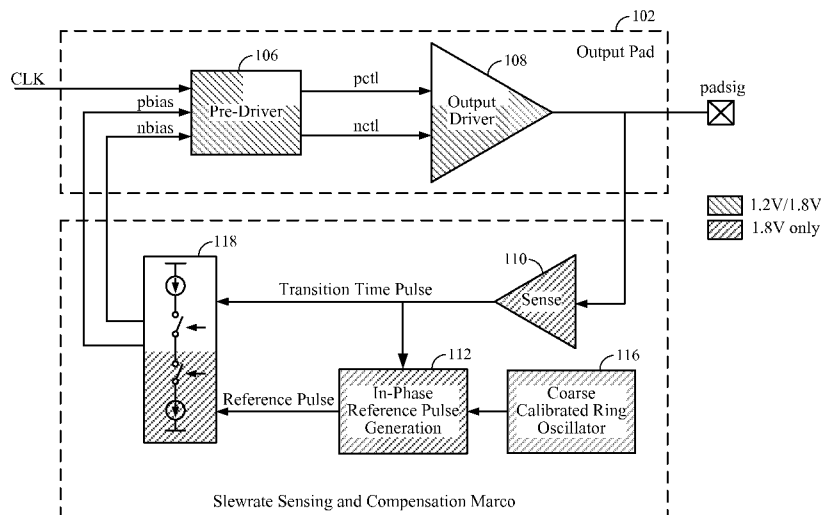 102
Output Pad
106
108
CLK
pctl
padsig
pbias
Pre-Driver
Output
Driver
nbias
nctl
1.2V/1.8V
1.8V only
118
110
Transition Time Pulse
Sense
112
116
In-Phase
Reference Pulse
Generation
Coarse
Calibrated Ring
Oscillator
Reference Pulse
Slewrate Sensing and Compensation Marco